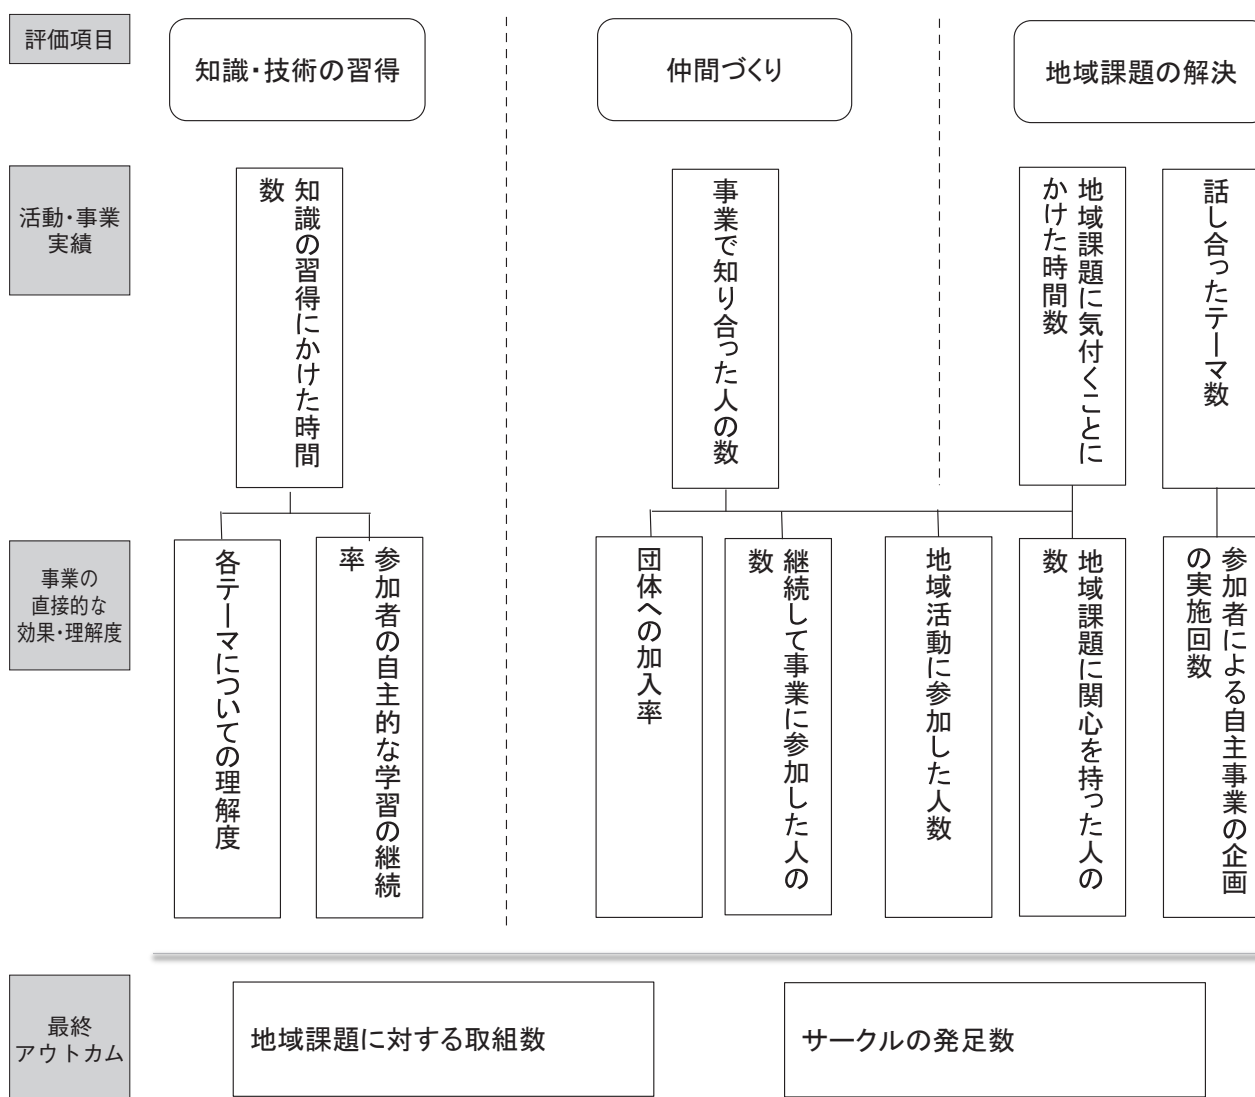 評価項目
知識・技術の習得
仲間づくり
地域課題の解決
活動・事業
実績
知識の習得にかけた時間
数
事業で知り合った人の数
地域課題に気付くことに
かけた時間数
話し合ったテーマ数
事業の
直接的な
効果・理解度
各テーマについての理解度
参加者の自主的な学習の継続
率
団体への加入率
継続して事業に参加した人の
数
地域活動に参加した人数
地域課題に関心を持った人の
数
参加者による自主事業の企画
の実施回数
最終
アウトカム
地域課題に対する取組数
サークルの発足数